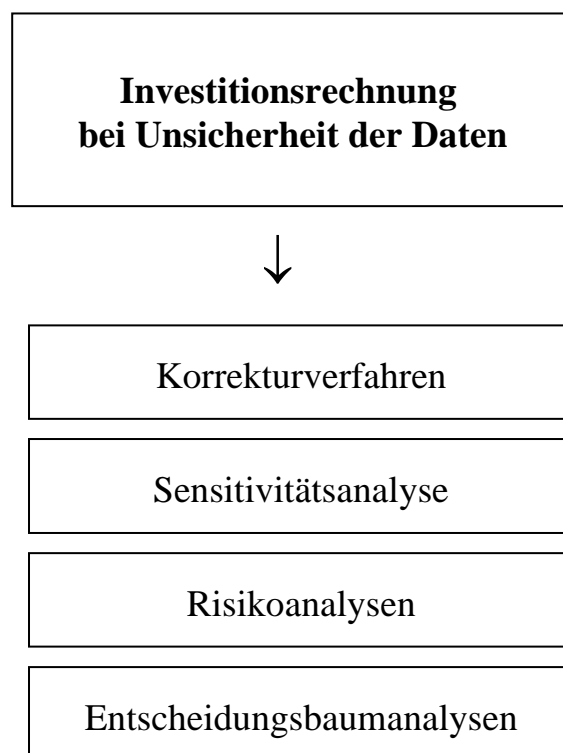 Investitionsrechnung
bei Unsicherheit der Daten
↓
Korrekturverfahren
Sensitivitätsanalyse
Risikoanalysen
Entscheidungsbaumanalysen